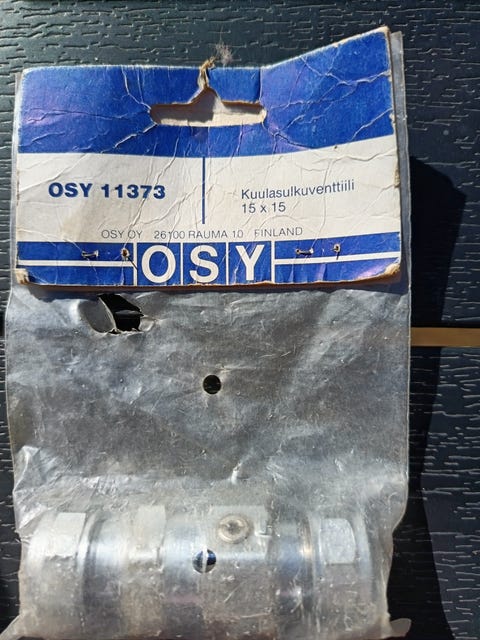 OSY 11373
Kuulasulkuventtiili
15 x 15
OSY OY 26100 RAUMA 10 FINLAND
OSY